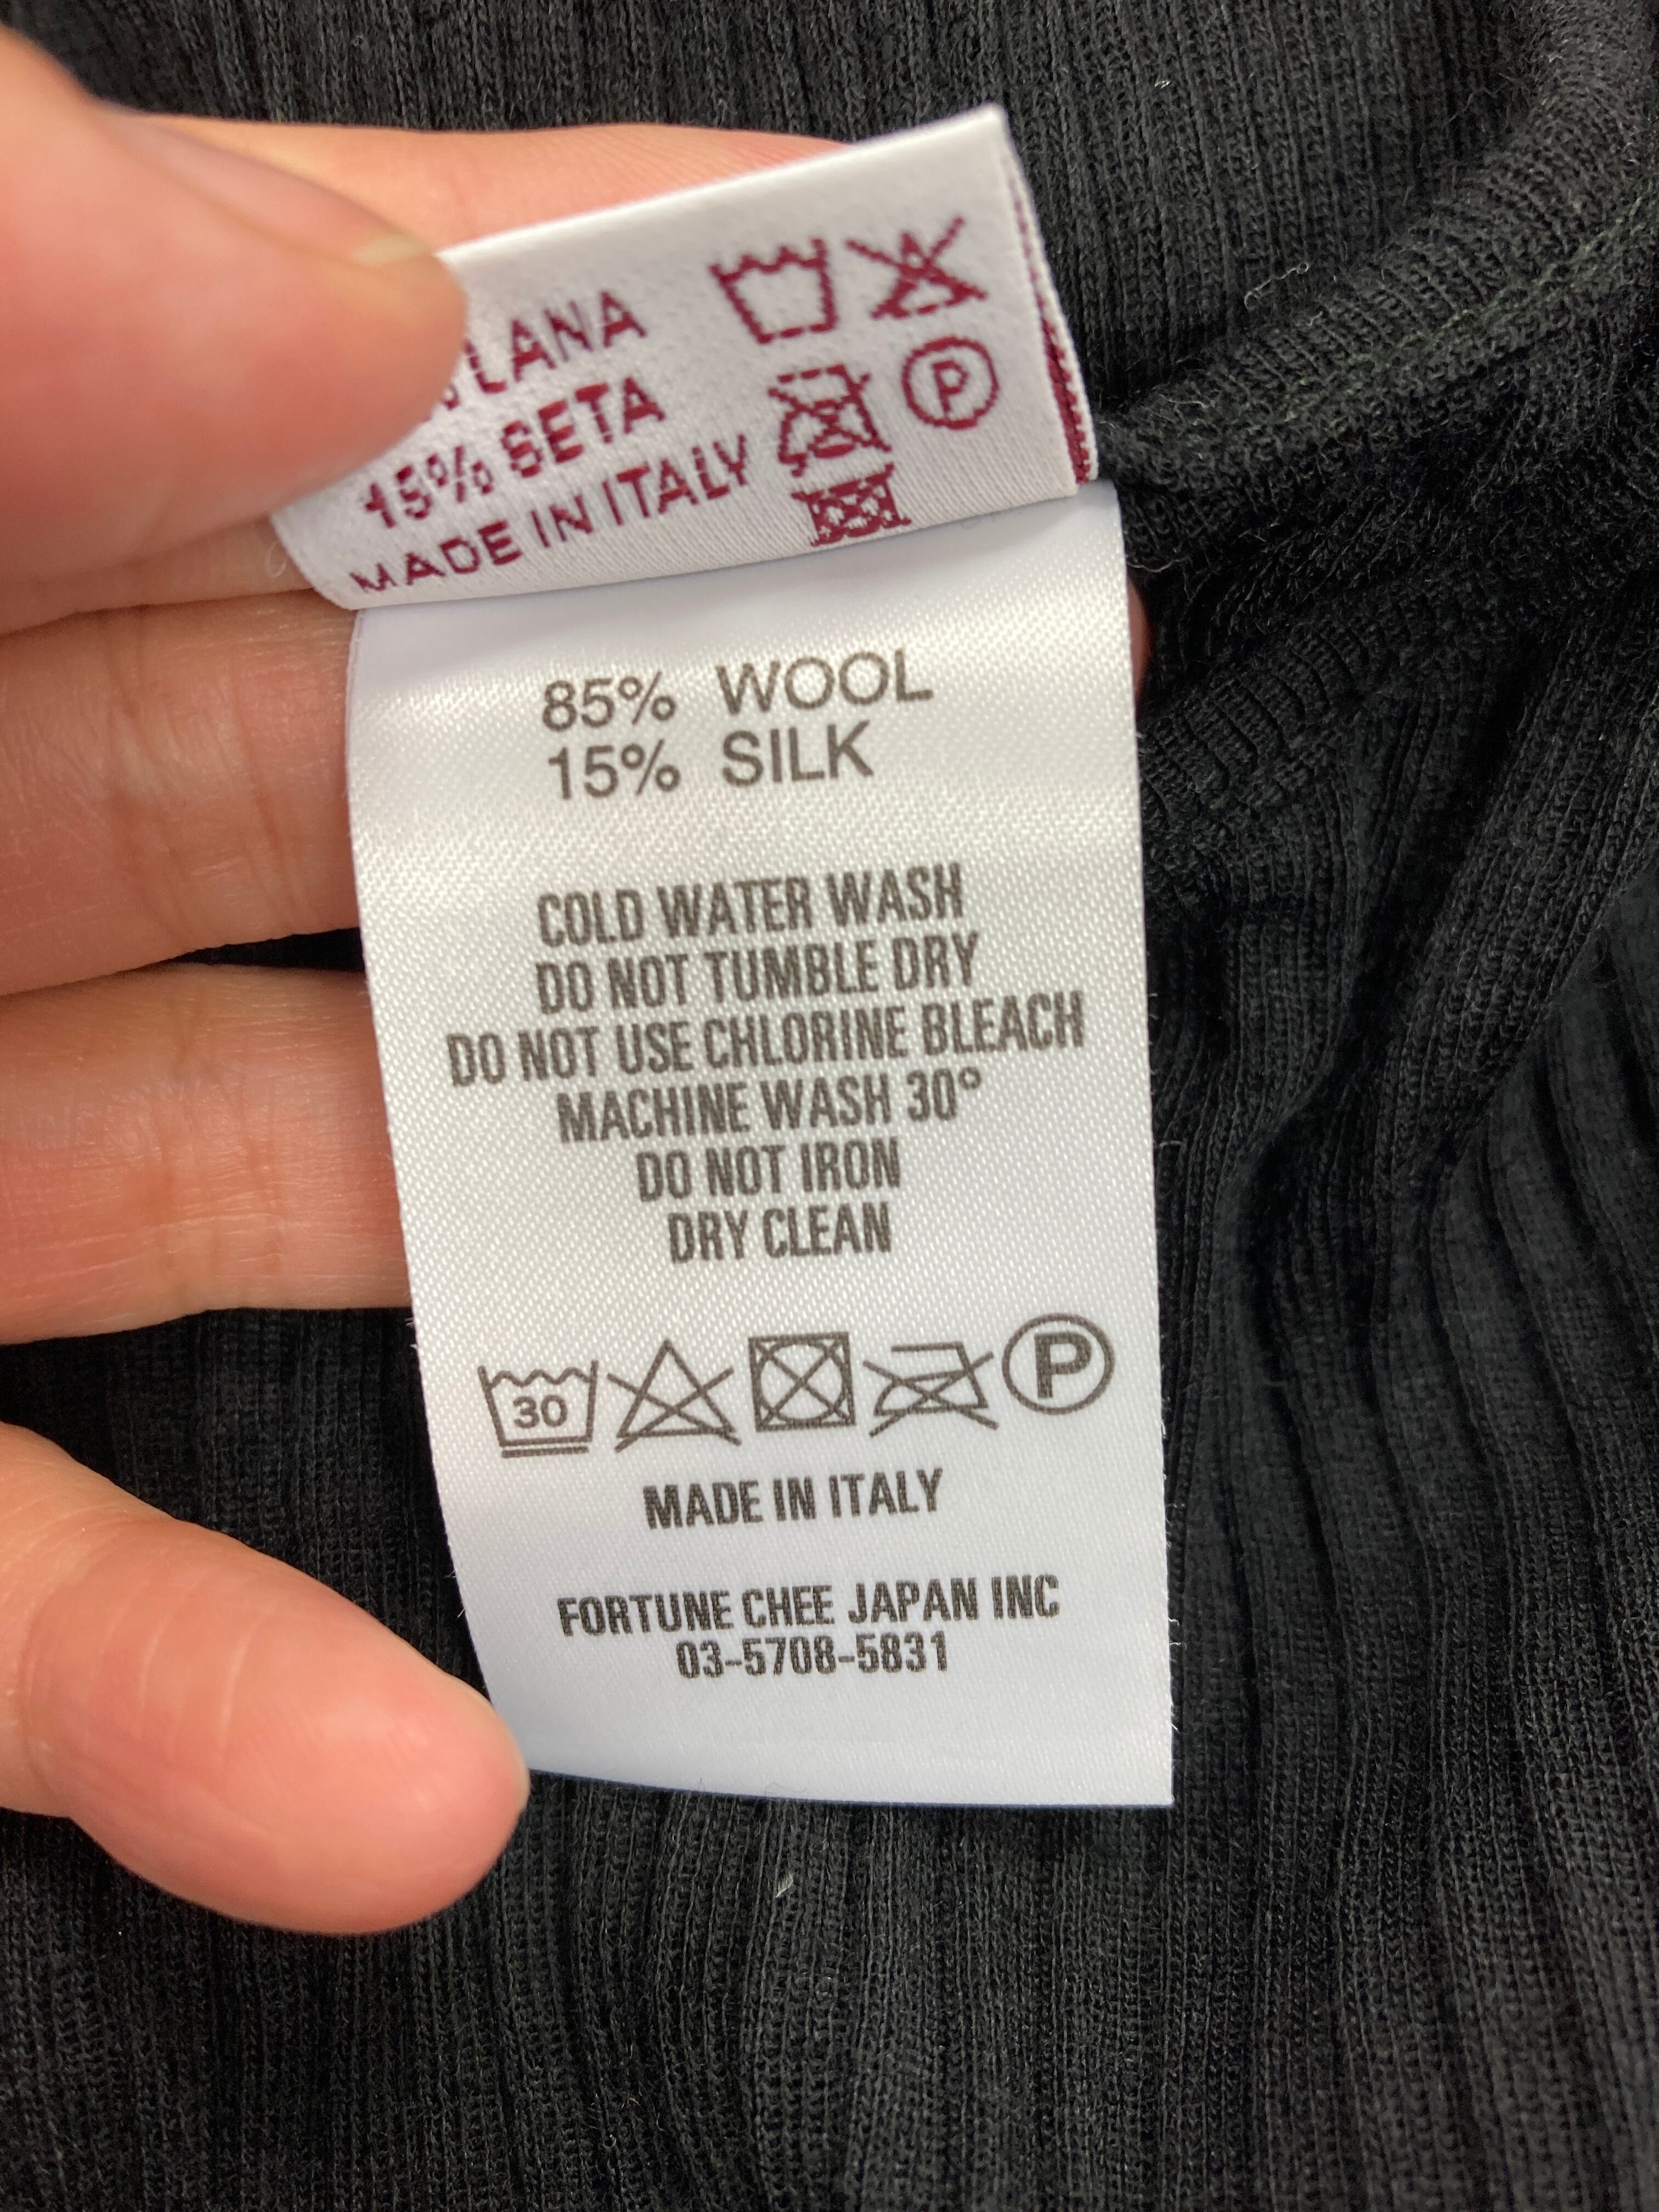 LANA
15% SETA
MADE IN ITALY
P
85% WOOL
15% SILK
COLD WATER WASH
DO NOT TUMBLE DRY
DO NOT USE CHLORINE BLEACH
MACHINE WASH 30°
DO NOT IRON
DRY CLEAN
30 P
MADE IN ITALY
FORTUNE CHEE JAPAN INC
03-5708-5831